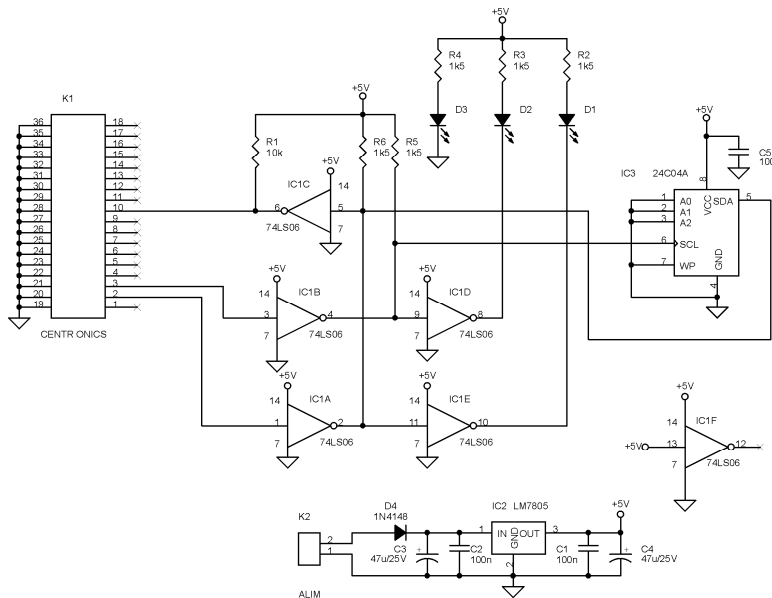 +5V
R4
1k5
R3
1k5
R2
1k5
D3
D2
D1
K1
36
35
34
33
32
31
30
29
28
27
26
25
24
23
22
21
20
19
18
17
16
15
14
13
12
11
10
9
8
7
6
5
4
3
2
1
CENTR ONICS
+5V
R1
10k
R6
1k5
R5
1k5
+5V
IC1C
14
6
5
7
74LS06
+5V
C5
100
IC3
24C04A
8
VCC
SDA
5
1
A0
2
A1
3
A2
6
SCL
7
WP
GND
4
+5V
14
IC1B
3
4
7
74LS06
+5V
14
IC1D
9
8
7
74LS06
+5V
14
IC1A
1
2
7
74LS06
+5V
14
IC1E
11
10
7
74LS06
+5V
14
IC1F
+5V
13
12
7
74LS06
K2
2
1
ALIM
D4
1N4148
C3
47u/25V
C2
100n
IC2 LM7805
1
IN
OUT
3
GND
2
C1
100n
+5V
C4
47u/25V